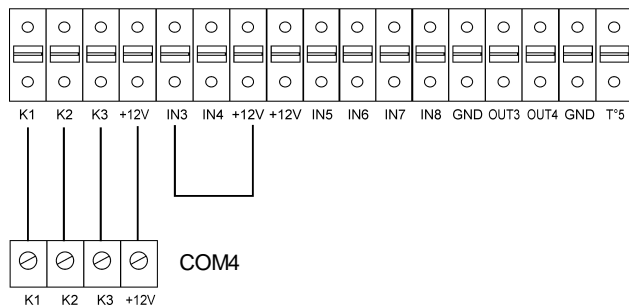 K1 K2 K3 +12V IN3 IN4 +12V +12V IN5 IN6 IN7 IN8 GND OUT3 OUT4 GND T°5
COM4
K1 K2 K3 +12V